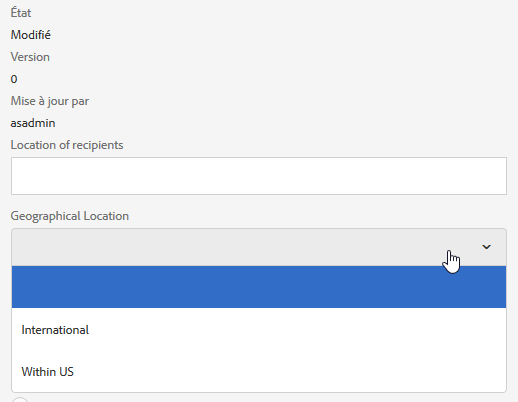 État
Modifié
Version
0
Mise à jour par
asadmin
Location of recipients
Geographical Location
International
Within US